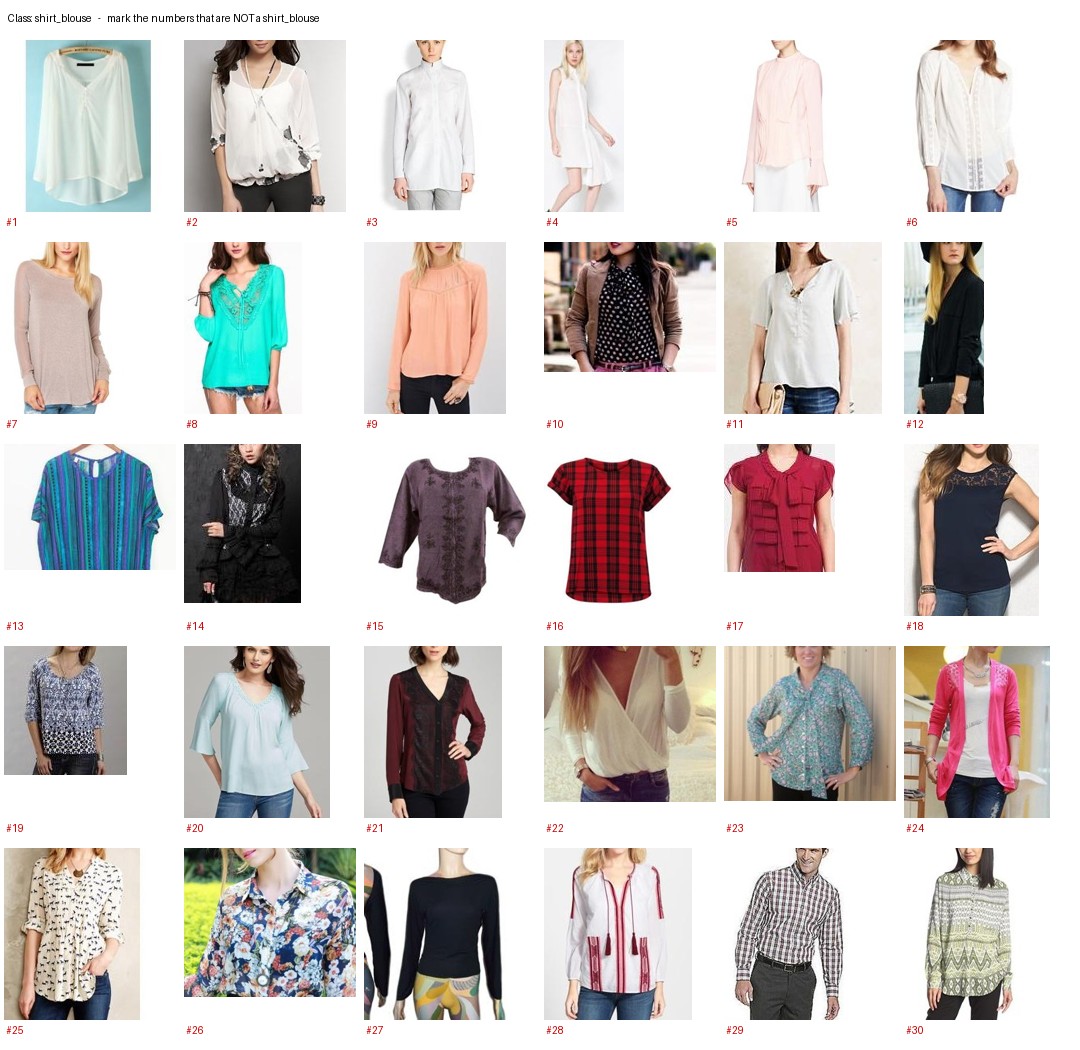 Class: shirt_blouse - mark the numbers that are NOT a shirt_blouse
#1 #2 #3 #4 #5 #6
#7 #8 #9 #10 #11 #12
#13 #14 #15 #16 #17 #18
#19 #20 #21 #22 #23 #24
#25 #26 #27 #28 #29 #30